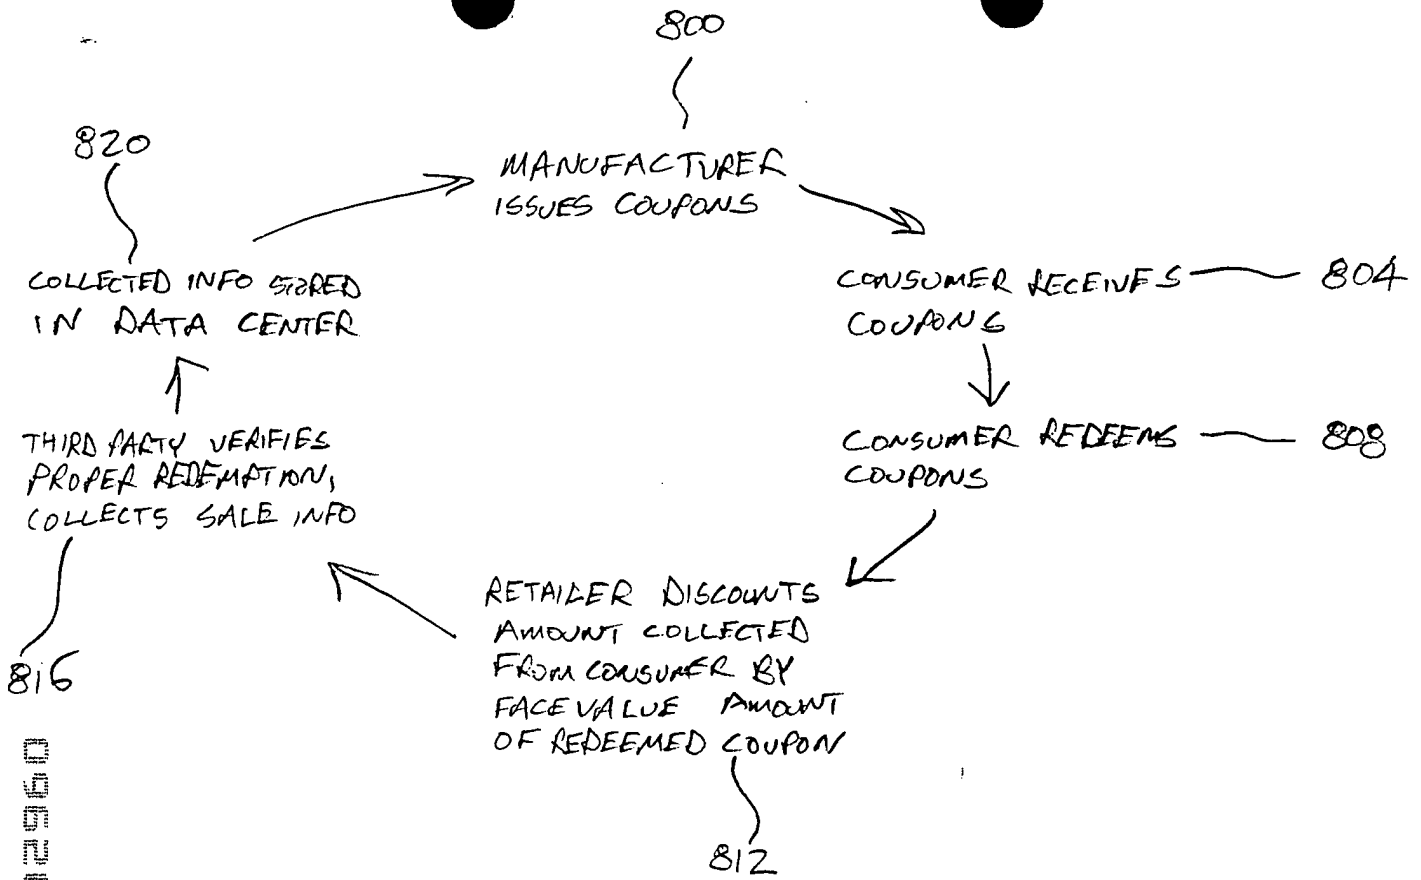 800
MANUFACTURER
ISSUES COUPONS
820
COLLECTED INFO STORED
IN DATA CENTER
CONSUMER RECEIVES
COUPONS
804
THIRD PARTY VERIFIES
PROPER REDEMPTION,
COLLECTS SALE INFO
816
CONSUMER REDEEMS
COUPONS
808
RETAILER DISCOUNTS
AMOUNT COLLECTED
FROM CONSUMER BY
FACE VALUE AMOUNT
OF REDEEMED COUPON
812